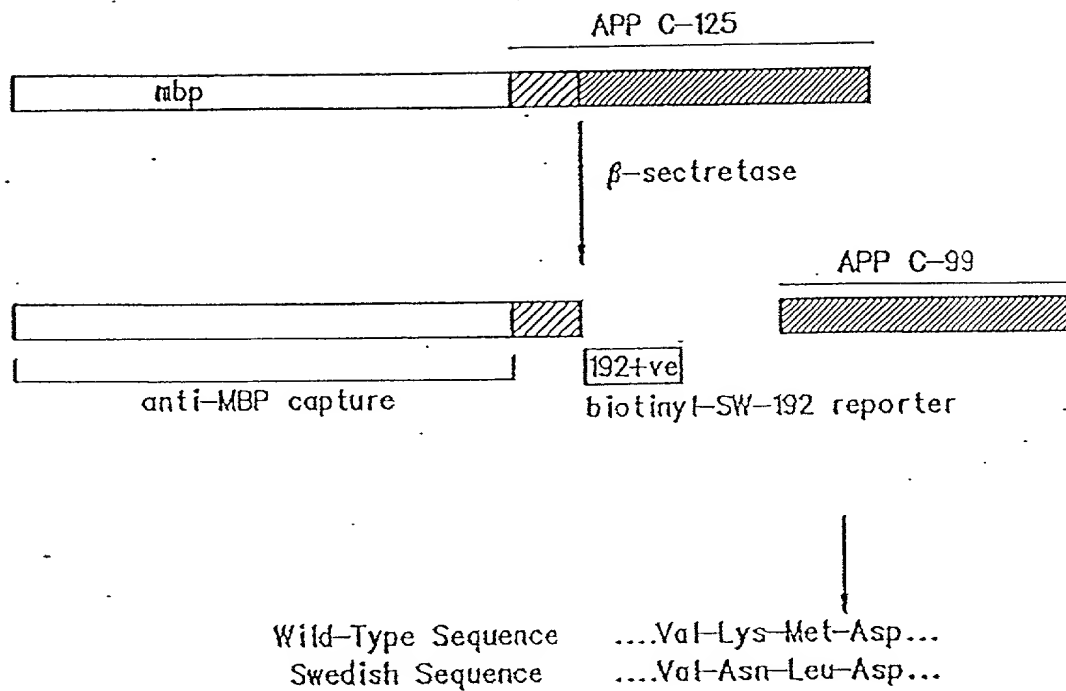 APP C-125
mbp
β-sectretase
APP C-99
192+ve
anti-MBP capture
biotinyl-SW-192 reporter
Wild-Type Sequence ....Val-Lys-Met-Asp...
Swedish Sequence ....Val-Asn-Leu-Asp...